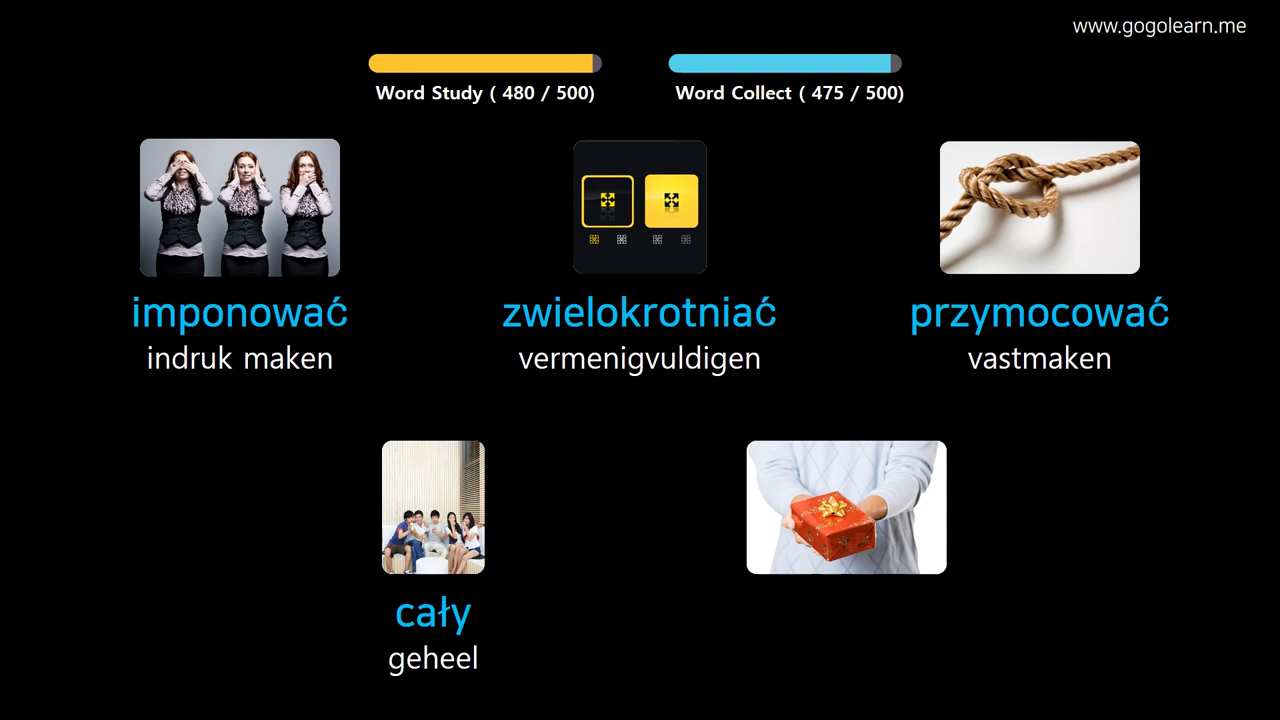 www.gogolearn.me
Word Study ( 480 / 500)
Word Collect ( 475 / 500)
imponować
indruk maken
zwielokrotniać
vermenigvuldigen
przymocować
vastmaken
cały
geheel